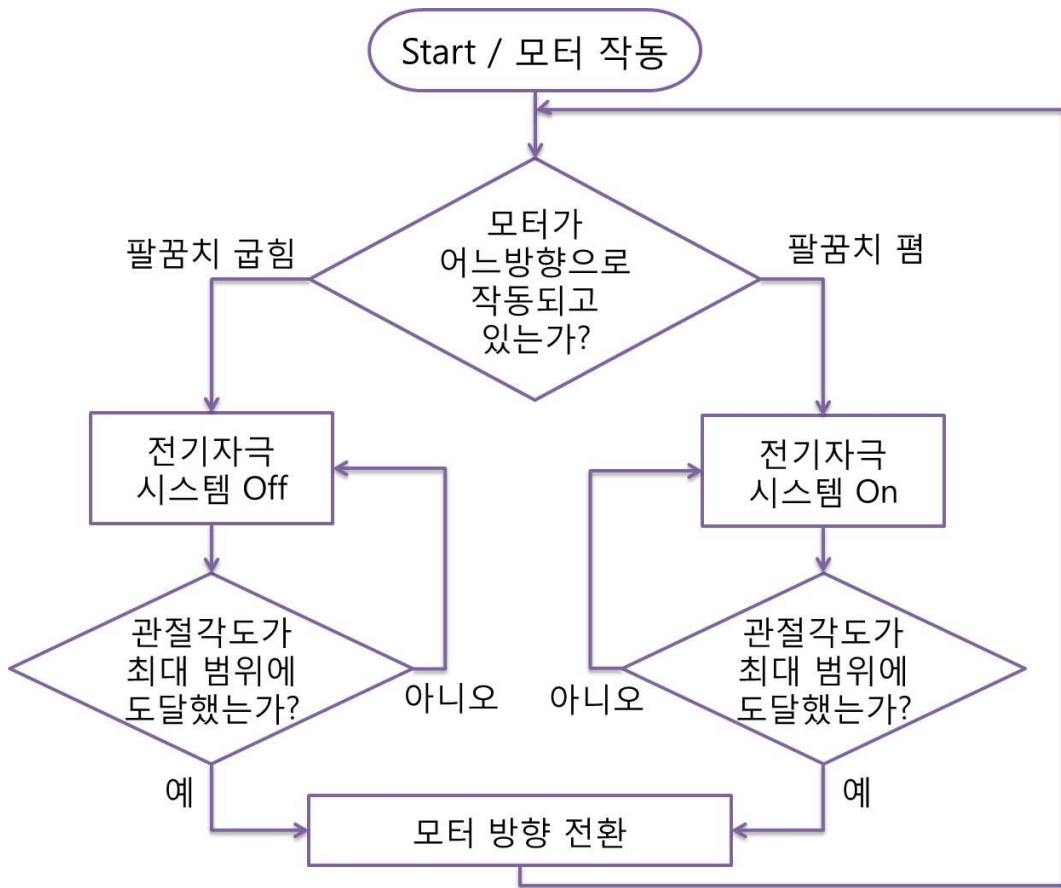 Start / 모터 작동
모터가
어느방향으로
작동되고
있는가?
팔꿈치 굽힘
팔꿈치 폄
전기자극
시스템 Off
전기자극
시스템 On
관절각도가
최대 범위에
도달했는가?
아니오
아니오
관절각도가
최대 범위에
도달했는가?
예
예
모터 방향 전환